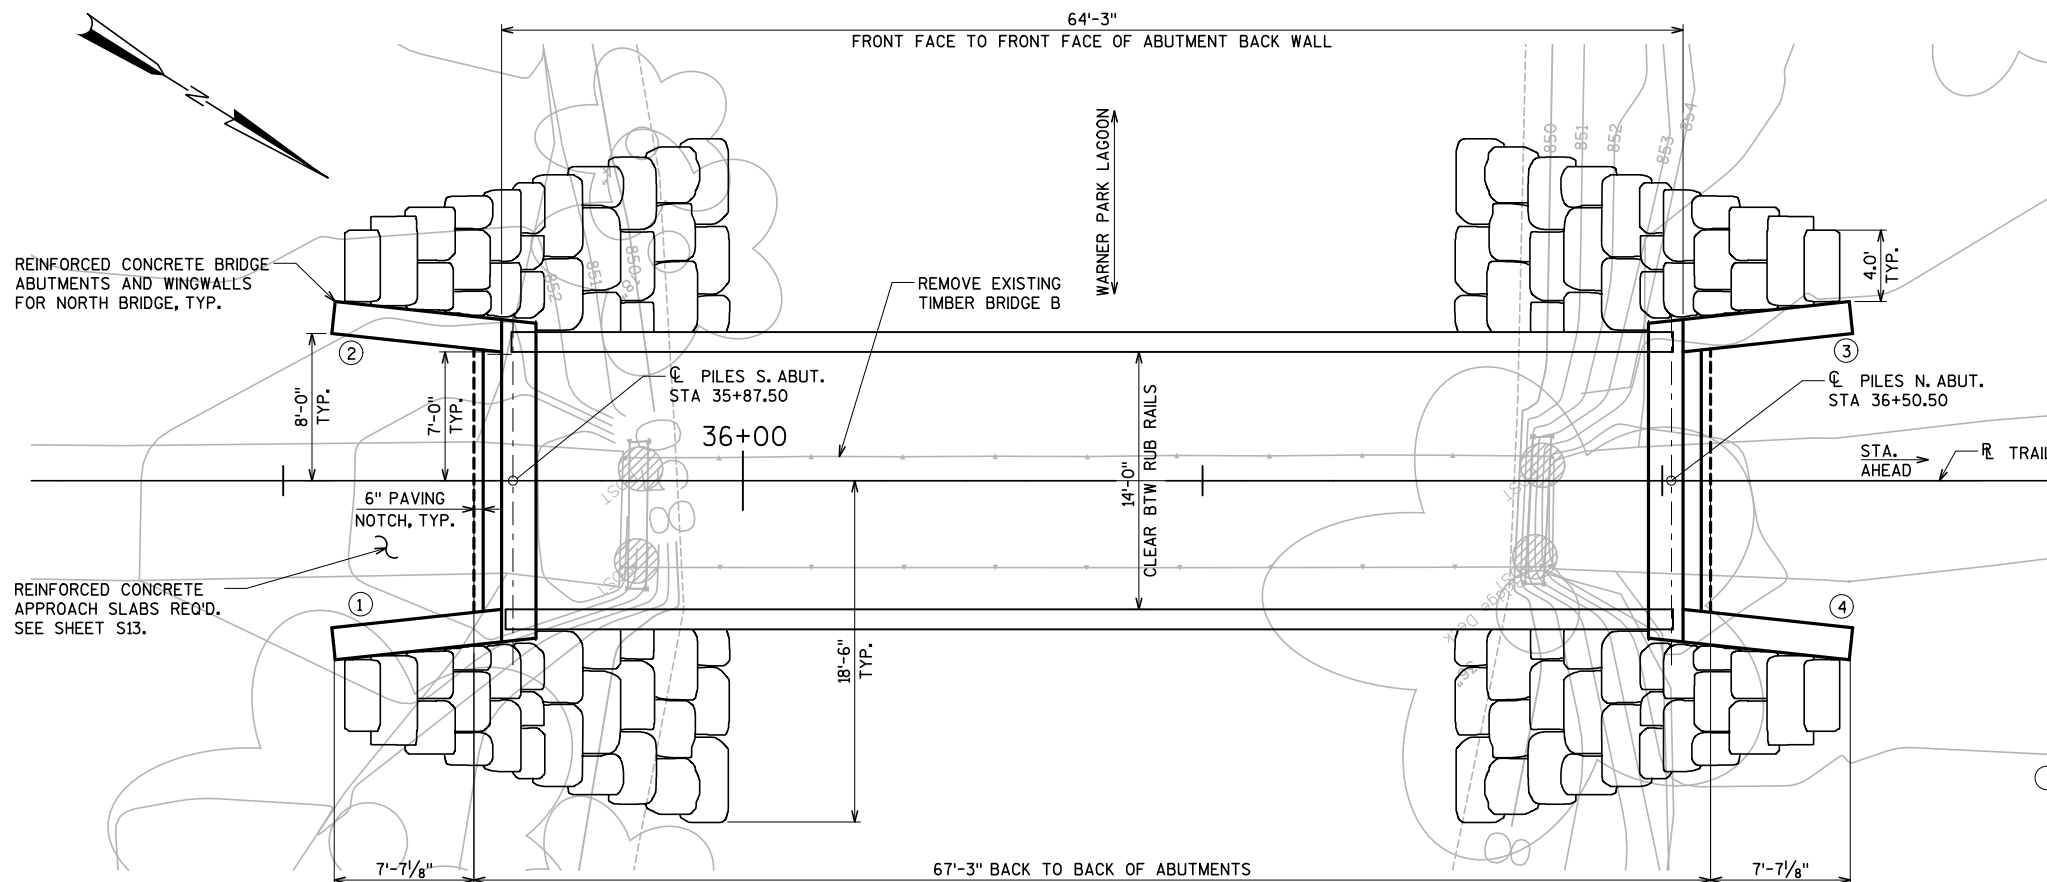 64'-3"
FRONT FACE TO FRONT FACE OF ABUTMENT BACK WALL
N
WARNER PARK LAGOON
850
851
852
853
854
REINFORCED CONCRETE BRIDGE
ABUTMENTS AND WINGWALLS
FOR NORTH BRIDGE, TYP.
852
851
850
REMOVE EXISTING
TIMBER BRIDGE B
4.0'
TYP.
2
3
8'-0"
TYP.
7'-0"
TYP.
℄ PILES S. ABUT.
STA 35+87.50
36+00
14'-0"
CLEAR BTW RUB RAILS
℄ PILES N. ABUT.
STA 36+50.50
STA.
AHEAD
TRAIL
6" PAVING
NOTCH, TYP.
REINFORCED CONCRETE
APPROACH SLABS REQ'D.
SEE SHEET S13.
1
4
18'-6"
TYP.
7'-7⅛"
67'-3" BACK TO BACK OF ABUTMENTS
7'-7⅛"